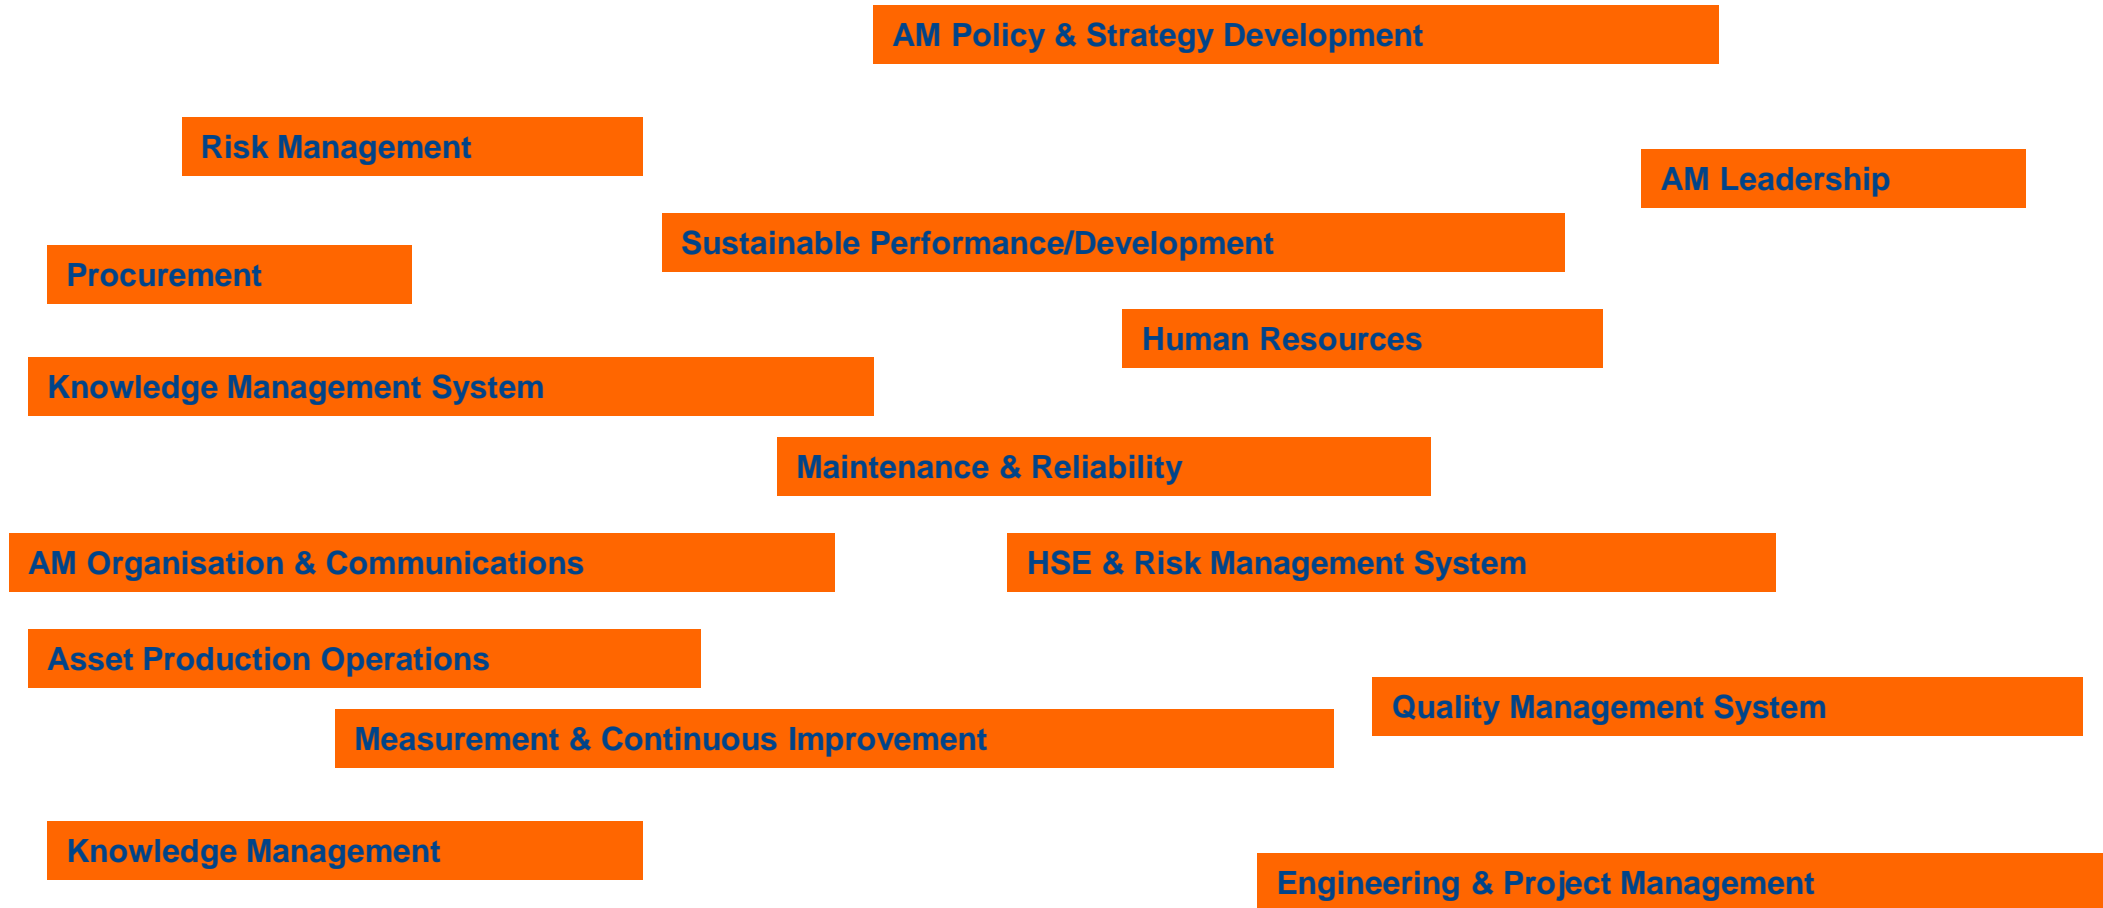 AM Policy & Strategy Development
Risk Management
AM Leadership
Sustainable Performance/Development
Procurement
Human Resources
Knowledge Management System
Maintenance & Reliability
AM Organisation & Communications
HSE & Risk Management System
Asset Production Operations
Quality Management System
Measurement & Continuous Improvement
Knowledge Management
Engineering & Project Management